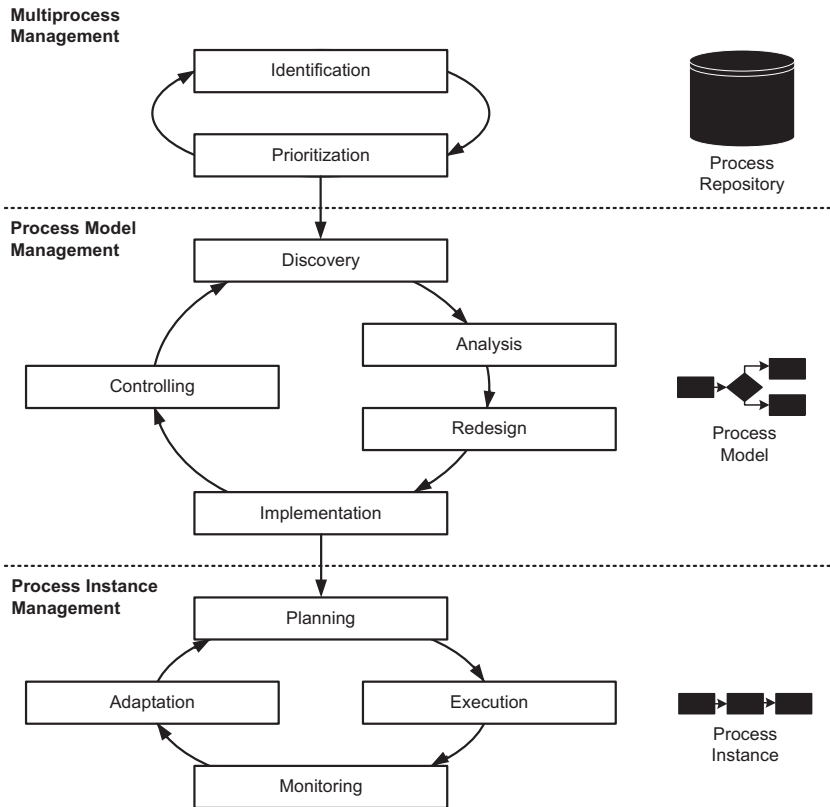 Multiprocess
Management
Identification
Prioritization
Process
Repository
Process Model
Management
Discovery
Analysis
Controlling
Redesign
Process
Model
Implementation
Process Instance
Management
Planning
Adaptation
Execution
Process
Instance
Monitoring